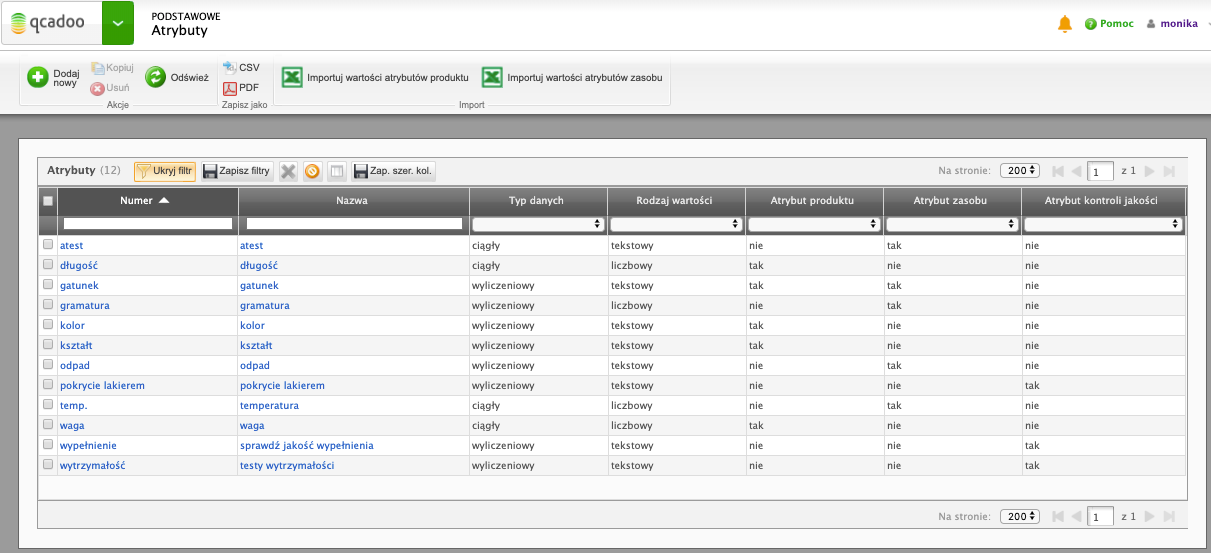 qcadoo
PODSTAWOWE
Atrybuty
Pomoc
monika
Dodaj nowy
Kopiuj
Usuń
Odśwież
Akcje
CSV
PDF
Zapisz jako
Importuj wartości atrybutów produktu
Importuj wartości atrybutów zasobu
Import
Atrybuty (12) Ukryj filtr Zapisz filtry Zap. szer. kol. Na stronie: 200 1 z 1
Numer Nazwa Typ danych Rodzaj wartości Atrybut produktu Atrybut zasobu Atrybut kontroli jakości
atest atest ciągły tekstowy nie tak nie
długość długość ciągły liczbowy tak nie nie
gatunek gatunek wyliczeniowy tekstowy tak tak nie
gramatura gramatura wyliczeniowy liczbowy nie tak nie
kolor kolor wyliczeniowy tekstowy tak nie nie
kształt kształt wyliczeniowy tekstowy tak nie nie
odpad odpad wyliczeniowy tekstowy nie tak nie
pokrycie lakierem pokrycie lakierem wyliczeniowy tekstowy nie nie tak
temp. temperatura ciągły liczbowy nie tak nie
waga waga ciągły liczbowy tak nie nie
wypełnienie sprawdź jakość wypełnienia wyliczeniowy tekstowy nie nie tak
wytrzymałość testy wytrzymałości wyliczeniowy tekstowy nie nie tak
Na stronie: 200 1 z 1